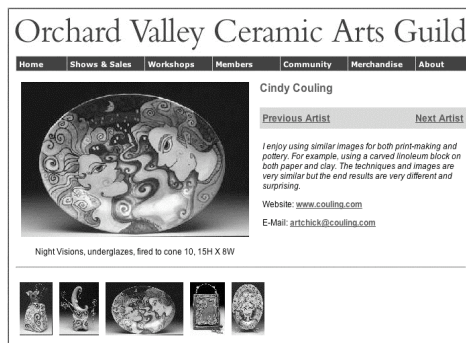 Orchard Valley Ceramic Arts Guild
Home Shows & Sales Workshops Members Community Merchandise About
Cindy Couling
Previous Artist Next Artist
I enjoy using similar images for both print-making and
pottery. For example, using a carved linoleum block on
both paper and clay. The techniques and images are
very similar but the end results are very different and
surprising.
Website: www.couling.com
E-Mail: artchick@couling.com
Night Visions, underglazes, fired to cone 10, 15H X 8W